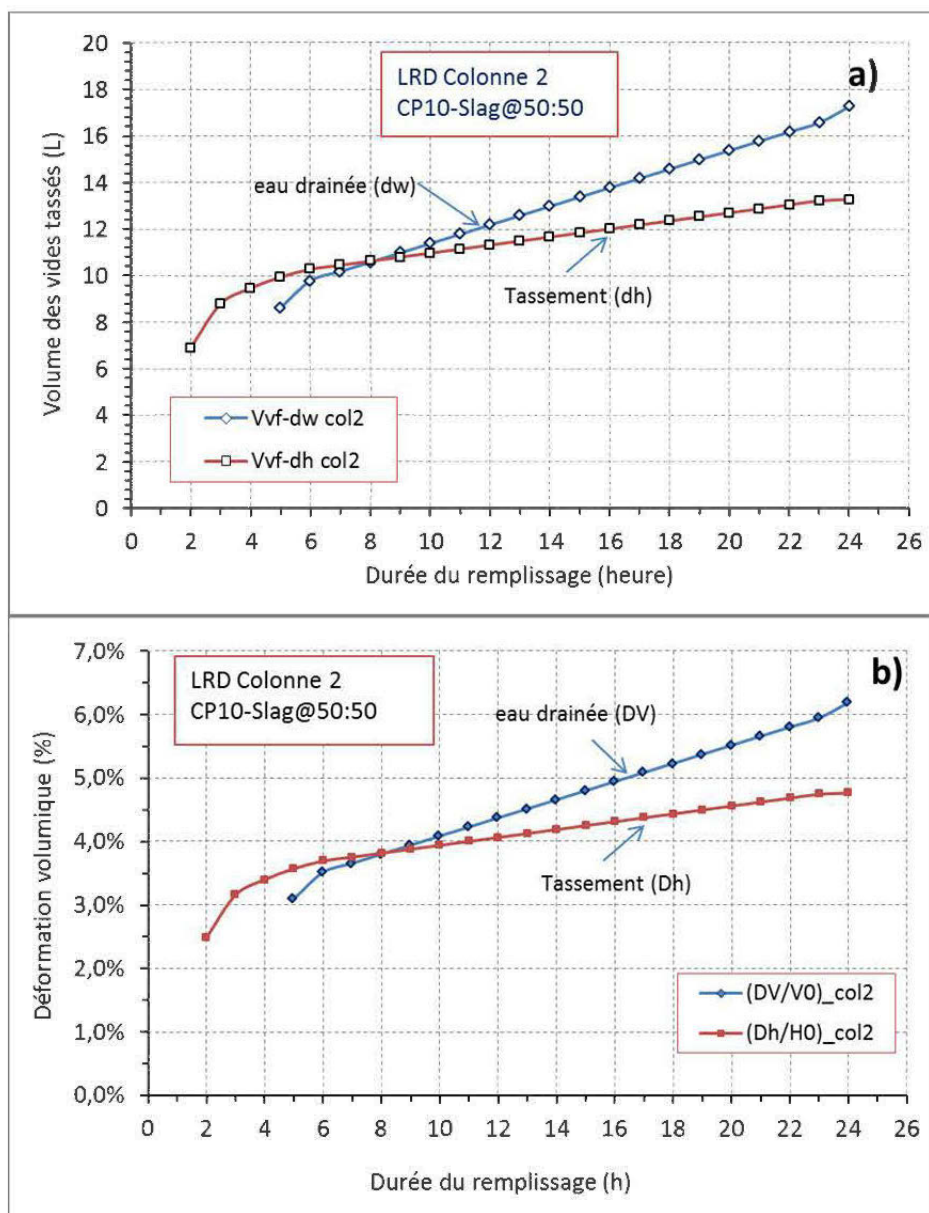 a)
LRD Colonne 2
CP10-Slag@50:50
Volume des vides tassés (L)
20
18
16
14
12
10
8
6
4
2
0
eau drainée (dw)
Tassement (dh)
Vvf-dw col2
Vvf-dh col2
0 2 4 6 8 10 12 14 16 18 20 22 24 26
Durée du remplissage (heure)
b)
LRD Colonne 2
CP10-Slag@50:50
Déformation volumique (%)
7,0%
6,0%
5,0%
4,0%
3,0%
2,0%
1,0%
0,0%
eau drainée (DV)
Tassement (Dh)
(DV/V0)_col2
(Dh/H0)_col2
0 2 4 6 8 10 12 14 16 18 20 22 24 26
Durée du remplissage (h)